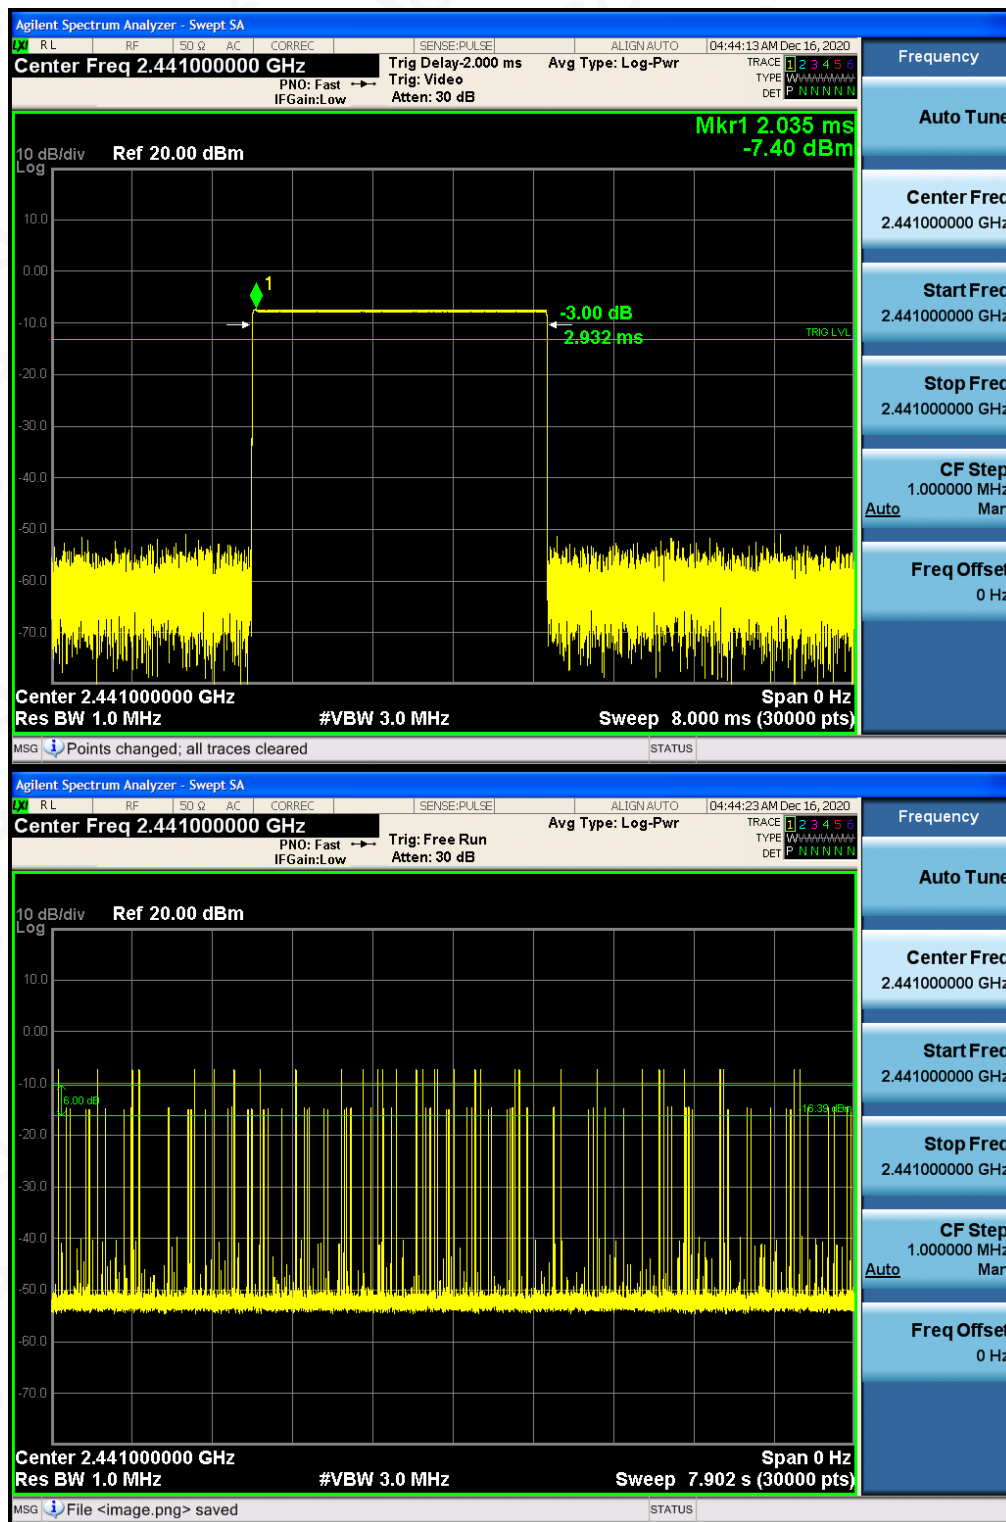 Agilent Spectrum Analyzer - Swept SA
LXI RL RF 50 Ω AC CORREC SENSE:PULSE ALIGN AUTO 04:44:13 AM Dec 16, 2020
Center Freq 2.441000000 GHz
PNO: Fast
IFGain:Low
Trig Delay-2.000 ms
Trig: Video
Atten: 30 dB
Avg Type: Log-Pwr
TRACE 1 2 3 4 5 6
TYPE WWWWWW
DET P N N N N N
Mkr1 2.035 ms
-7.40 dBm
10 dB/div Ref 20.00 dBm
Log
10.0
0.00
-10.0
-20.0
-30.0
-40.0
-50.0
-60.0
-70.0
1
-3.00 dB
2.932 ms
TRIG LVL
Center 2.441000000 GHz Span 0 Hz
Res BW 1.0 MHz #VBW 3.0 MHz Sweep 8.000 ms (30000 pts)
MSG Points changed; all traces cleared STATUS
Frequency
Auto Tune
Center Freq
2.441000000 GHz
Start Freq
2.441000000 GHz
Stop Freq
2.441000000 GHz
CF Step
1.000000 MHz
Auto Man
Freq Offset
0 Hz
Agilent Spectrum Analyzer - Swept SA
LXI RL RF 50 Ω AC CORREC SENSE:PULSE ALIGN AUTO 04:44:23 AM Dec 16, 2020
Center Freq 2.441000000 GHz
PNO: Fast
IFGain:Low
Trig: Free Run
Atten: 30 dB
Avg Type: Log-Pwr
TRACE 1 2 3 4 5 6
TYPE WWWWWW
DET P N N N N N
10 dB/div Ref 20.00 dBm
Log
10.0
0.00
-10.0
-20.0
-30.0
-40.0
-50.0
-60.0
-70.0
6.00 dB
-16.39 dBm
Center 2.441000000 GHz Span 0 Hz
Res BW 1.0 MHz #VBW 3.0 MHz Sweep 7.902 s (30000 pts)
MSG File <image.png> saved STATUS
Frequency
Auto Tune
Center Freq
2.441000000 GHz
Start Freq
2.441000000 GHz
Stop Freq
2.441000000 GHz
CF Step
1.000000 MHz
Auto Man
Freq Offset
0 Hz